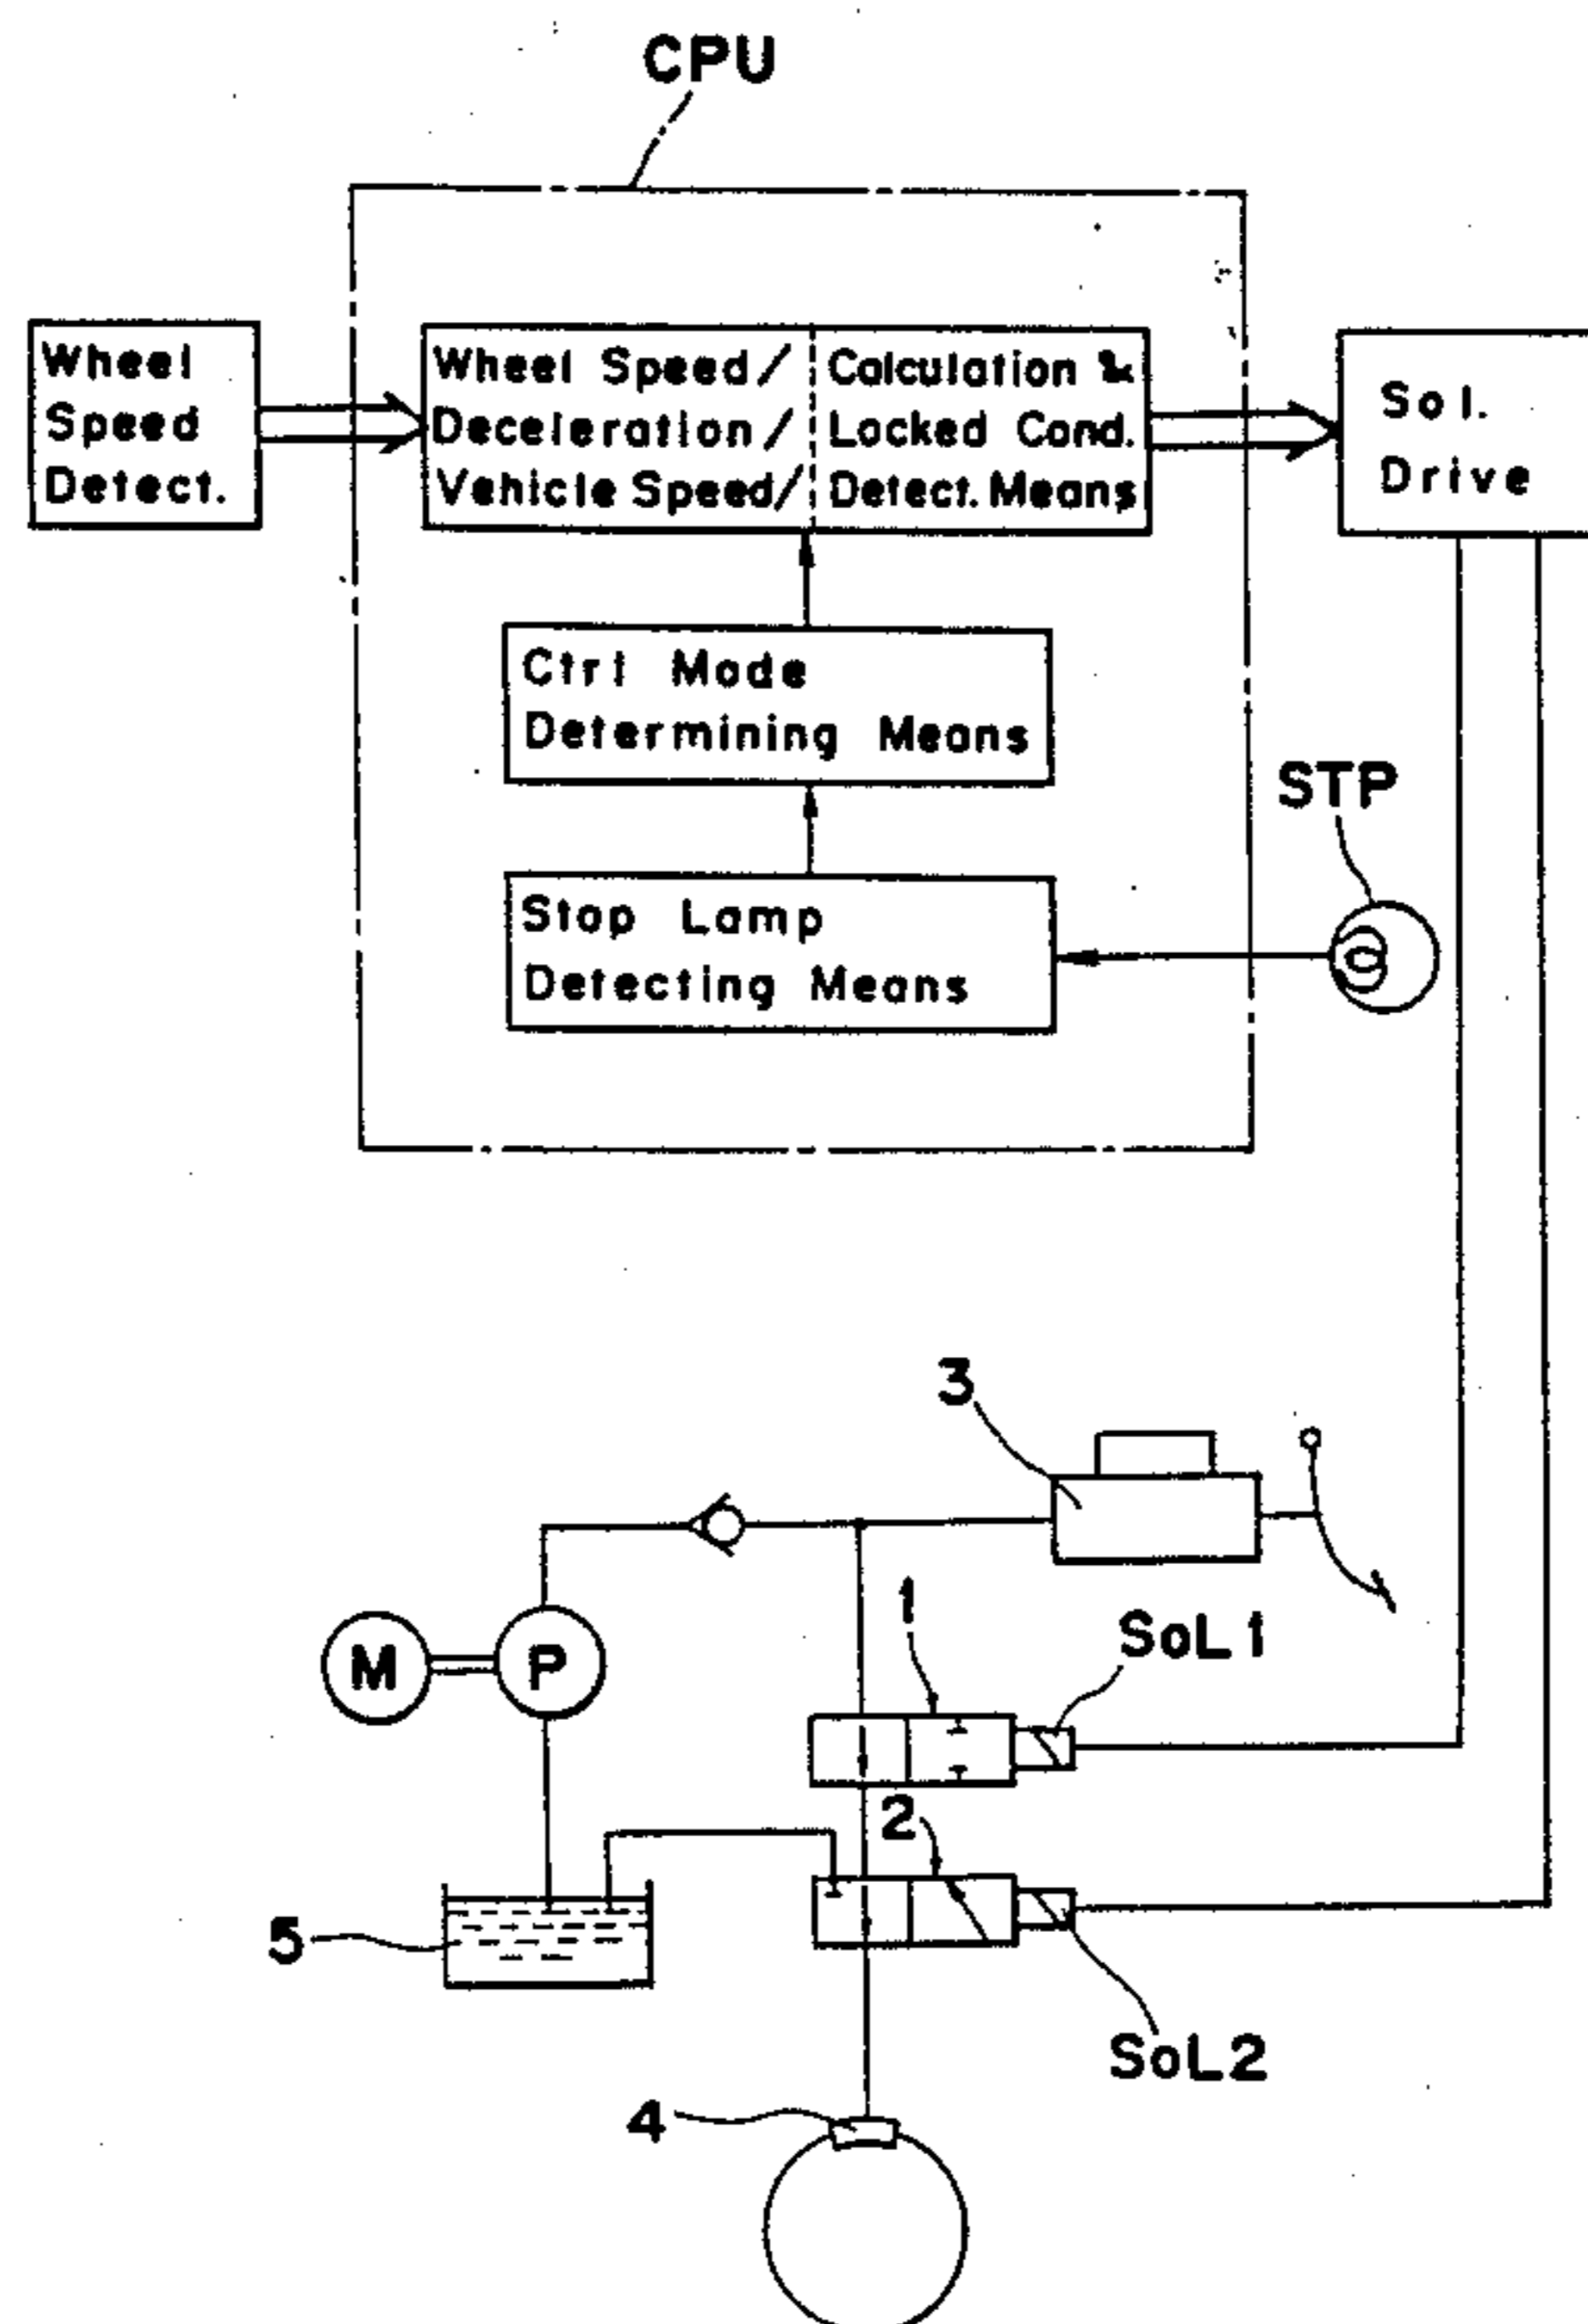 CPU
Wheel
Speed
Detect.
Wheel Speed/ Calculation &
Deceleration/ Locked Cond.
Vehicle Speed/ Detect. Means
Sol.
Drive
Ctrl Mode
Determining Means
STP
Stop Lamp
Detecting Means
3
1
SoL1
M
P
2
5
SoL2
4